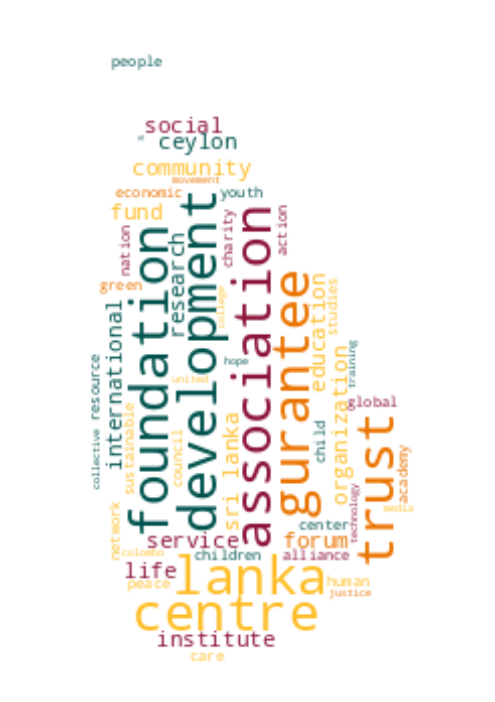 people
social
" ceylon
community
movement
economic
youth
fund
foundation
development
association
gurantee
trust
nation
research
charity
action
green
college
education
studies
international
resource
collective
sustainable
united
hope
council
sri lanka
child
organization
training
global
academy
media
technology
network
colombo
service
center
forum
children
alliance
life
lanka
peace
human
justice
centre
institute
care